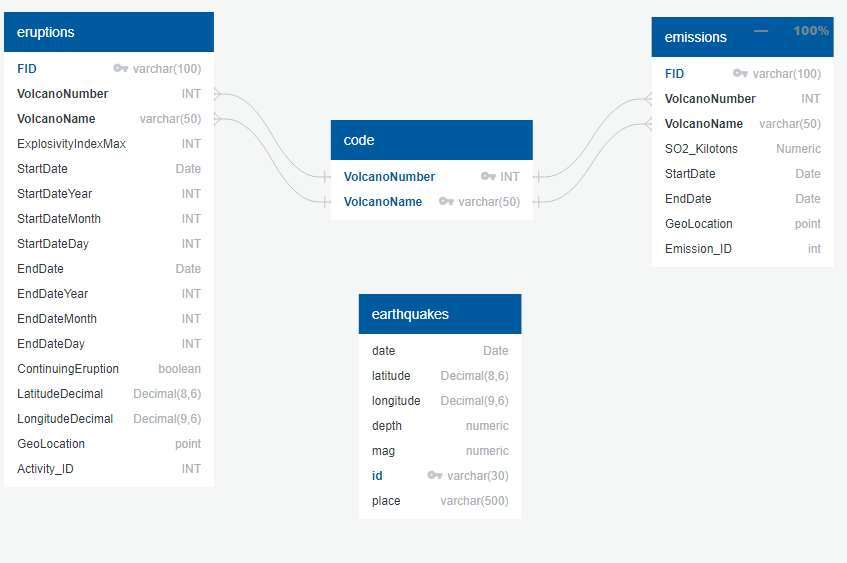 eruptions
FID varchar(100)
VolcanoNumber INT
VolcanoName varchar(50)
ExplosivityIndexMax INT
StartDate Date
StartDateYear INT
StartDateMonth INT
StartDateDay INT
EndDate Date
EndDateYear INT
EndDateMonth INT
EndDateDay INT
ContinuingEruption boolean
LatitudeDecimal Decimal(8,6)
LongitudeDecimal Decimal(9,6)
GeoLocation point
Activity_ID INT
code
VolcanoNumber INT
VolcanoName varchar(50)
earthquakes
date Date
latitude Decimal(8,6)
longitude Decimal(9,6)
depth numeric
mag numeric
id varchar(30)
place varchar(500)
emissions — 100%
FID varchar(100)
VolcanoNumber INT
VolcanoName varchar(50)
SO2_Kilotons Numeric
StartDate Date
EndDate Date
GeoLocation point
Emission_ID int